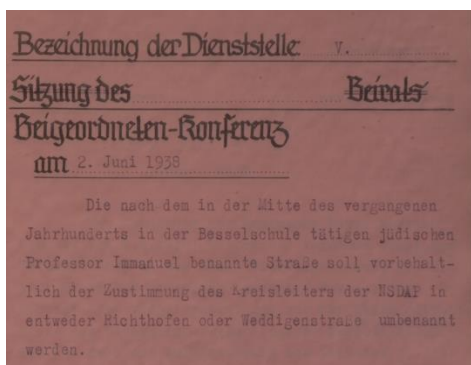 Bezeichnung der Dienststelle: V.
Sitzung des Beirats
Beigeordneten-Konferenz
am 2. Juni 1938
Die nach dem in der Mitte des vergangenen
Jahrhunderts in der Besselschule tätigen jüdischen
Professor Immanuel benannte Straße soll vorbehalt-
lich der Zustimmung des Kreisleiters der NSDAP in
entweder Richthofen oder Weddigenstraße umbenannt
werden.